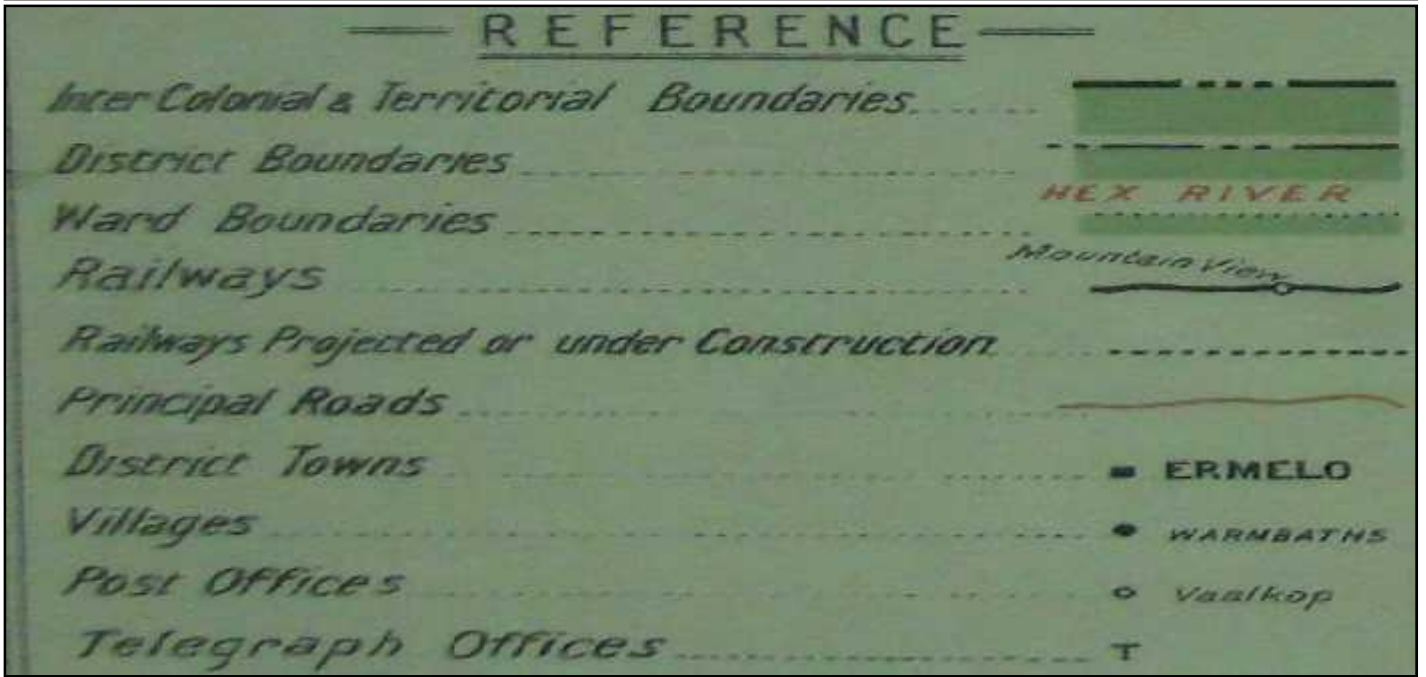 REFERENCE
Inter Colonial & Territorial Boundaries
District Boundaries
HEX RIVER
Ward Boundaries
Mountain View
Railways
Railways Projected or under Construction
Principal Roads
District Towns ERMELO
Villages WARMBATHS
Post Offices Vaalkop
Telegraph Offices T